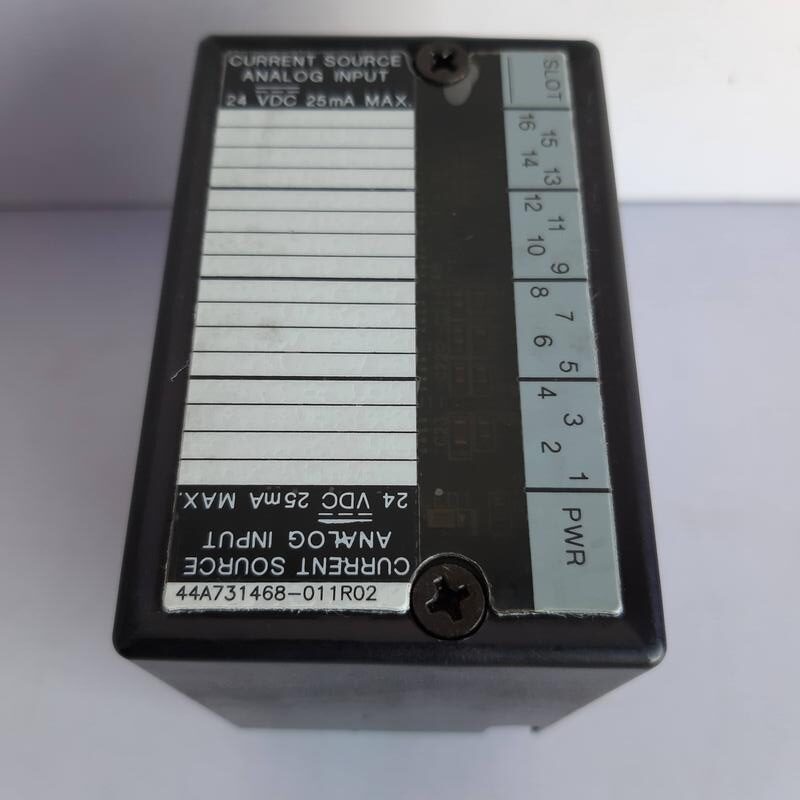 CURRENT SOURCE
ANALOG INPUT
24 VDC 25mA MAX.
SLOT
15
16
13
14
11
12
9
10
7
8
5
6
3
4
1
2
PWR
24 VDC 25mA MAX.
ANALOG INPUT
CURRENT SOURCE
44A731468-011R02